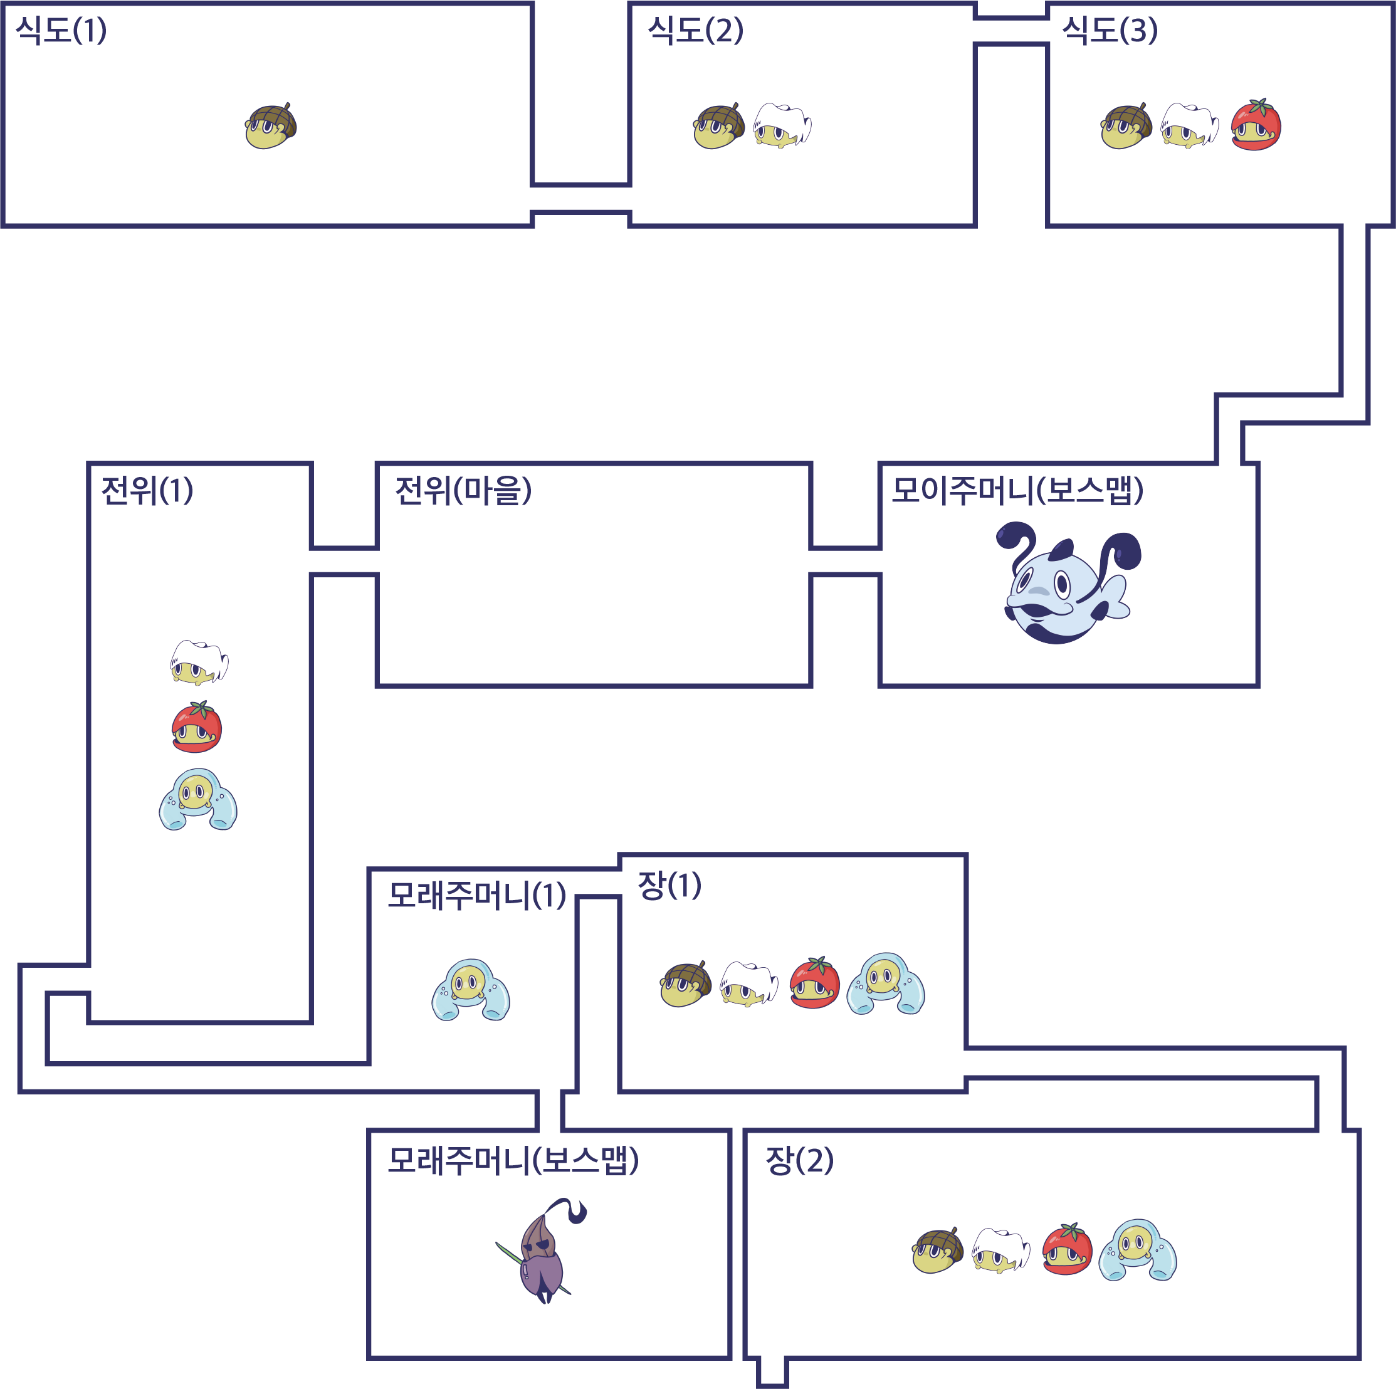 식도(1)
식도(2)
식도(3)
전위(1)
전위(마을)
모이주머니(보스맵)
모래주머니(1)
장(1)
모래주머니(보스맵)
장(2)